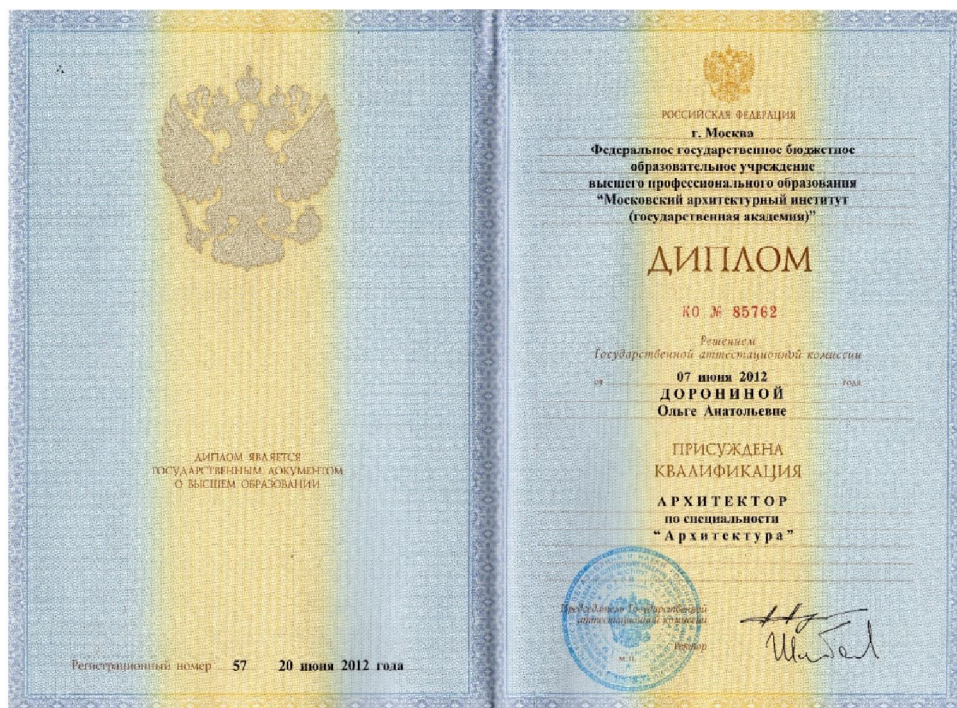 ДИПЛОМ ЯВЛЯЕТСЯ
ГОСУДАРСТВЕННЫМ ДОКУМЕНТОМ
О ВЫСШЕМ ОБРАЗОВАНИИ
Регистрационный номер 57 20 июня 2012 года
РОССИЙСКАЯ ФЕДЕРАЦИЯ
г. Москва
Федеральное государственное бюджетное
образовательное учреждение
высшего профессионального образования
“Московский архитектурный институт
(государственная академия)”
ДИПЛОМ
КО № 85762
Решением
Государственной аттестационной комиссии
от 07 июня 2012 года
ДОРОНИНОЙ
Ольге Анатольевне
ПРИСУЖДЕНА
КВАЛИФИКАЦИЯ
АРХИТЕКТОР
по специальности
“Архитектура”
Председатель Государственной
аттестационной комиссии
Ректор
М.П.